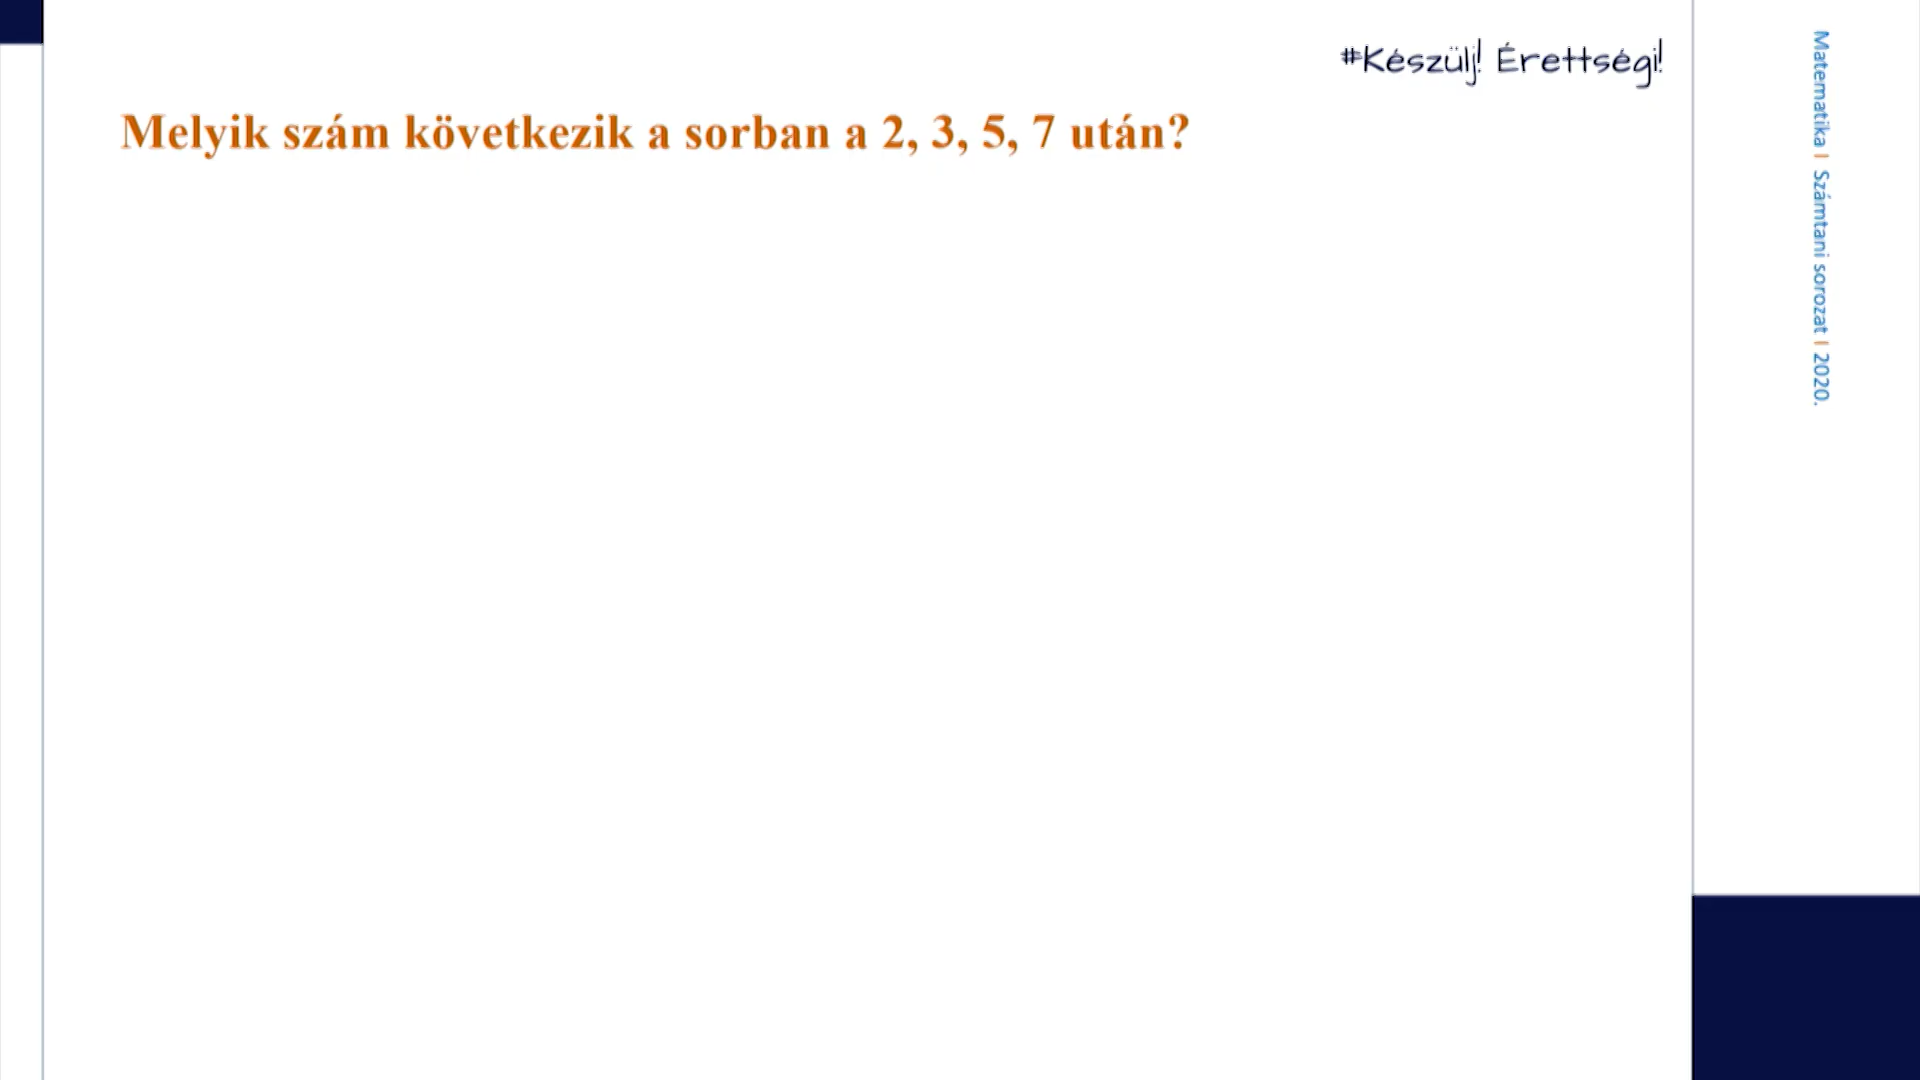 #Készülj! Érettségi!
Melyik szám következik a sorban a 2, 3, 5, 7 után?
Matematika I Számtani sorozat I 2020.